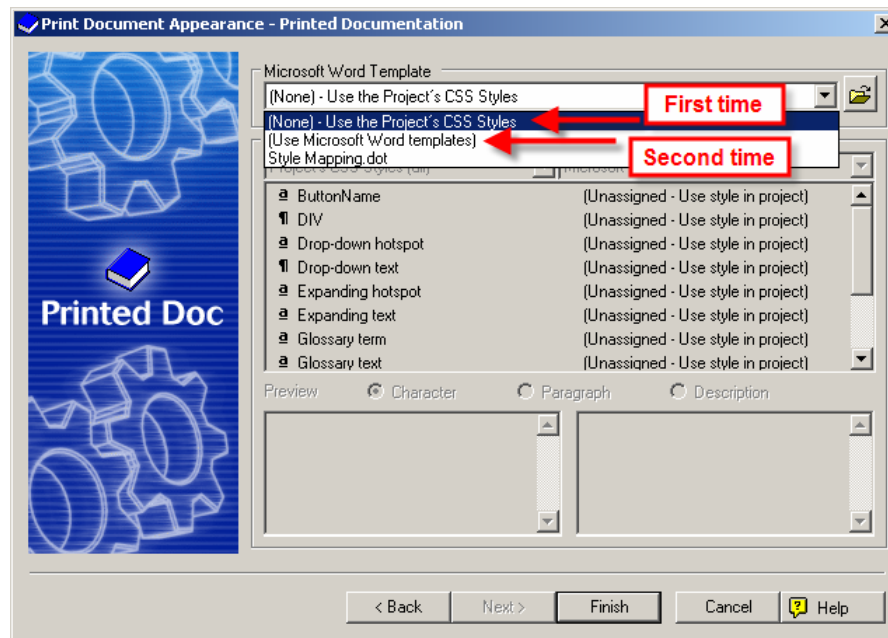 Print Document Appearance - Printed Documentation
Microsoft Word Template
(None) - Use the Project's CSS Styles
First time
(None) - Use the Project's CSS Styles
(Use Microsoft Word templates)
Second time
Style Mapping.dot
Project's CSS Styles (all)
Microsoft
a ButtonName (Unassigned - Use style in project)
¶ DIV (Unassigned - Use style in project)
a Drop-down hotspot (Unassigned - Use style in project)
¶ Drop-down text (Unassigned - Use style in project)
a Expanding hotspot (Unassigned - Use style in project)
a Expanding text (Unassigned - Use style in project)
a Glossary term (Unassigned - Use style in project)
a Glossary text (Unassigned - Use style in project)
Printed Doc
Preview Character Paragraph Description
< Back Next > Finish Cancel ? Help